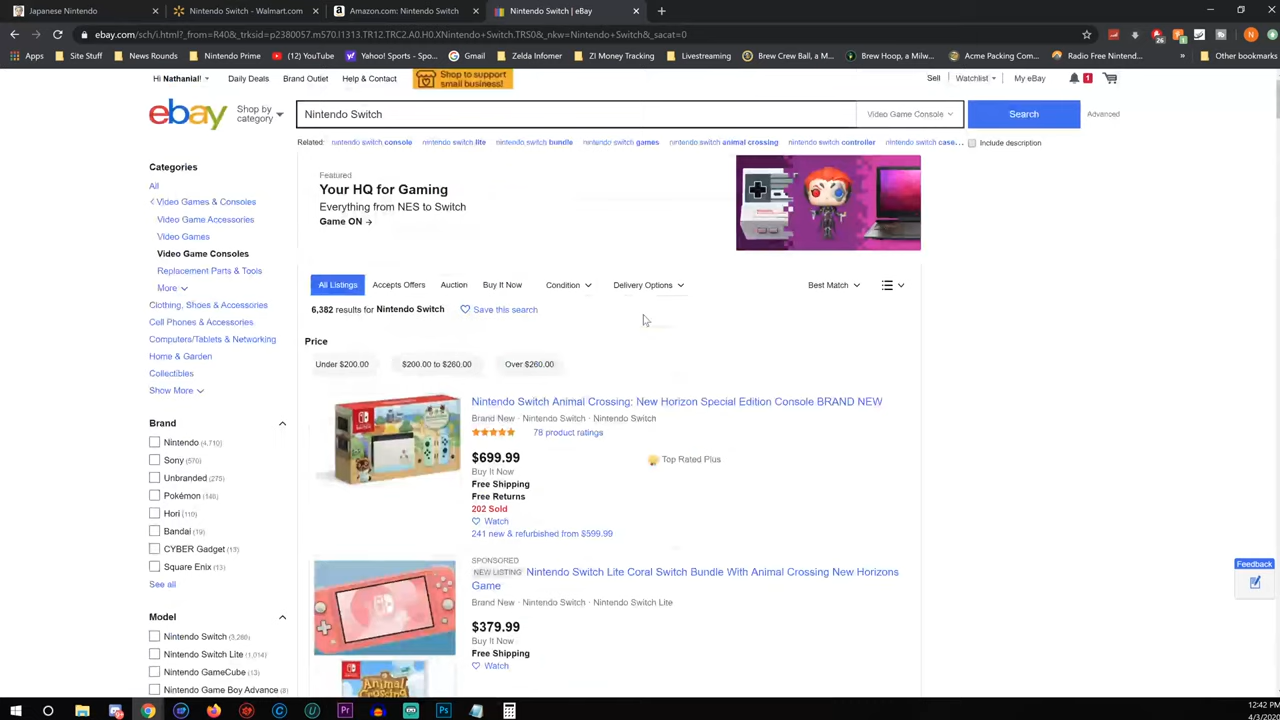 Japanese Nintendo
Nintendo Switch - Walmart.com
Amazon.com: Nintendo Switch
Nintendo Switch | eBay
ebay.com/sch/i.html?_from=R40&_trksid=p2380057.m570.l1313.TR12.TRC2.A0.H0.XNintendo+Switch.TRS0&_nkw=Nintendo+Switch&_sacat=0
Apps
Site Stuff
News Rounds
(12) YouTube
Yahoo! Sports - Spo...
Gmail
Zelda Informer
ZI Money Tracking
Livestreaming
Brew Crew Ball, a M...
Brew Hoop, a Milw...
Acme Packing Com...
Radio Free Nintend...
»
Other bookmarks
Hi Nathanial!
Daily Deals
Brand Outlet
Help & Contact
Shop to support
small business!
Sell
Watchlist
My eBay
1
ebay
Shop by
category
Nintendo Switch
Video Game Console
Search
Advanced
Related:
nintendo switch console
nintendo switch lite
nintendo switch bundle
nintendo switch games
nintendo switch animal crossing
nintendo switch controller
nintendo switch case...
Include description
Categories
All
Video Games & Consoles
Video Game Accessories
Video Games
Video Game Consoles
Replacement Parts & Tools
More
Clothing, Shoes & Accessories
Cell Phones & Accessories
Computers/Tablets & Networking
Home & Garden
Collectibles
Show More
Brand
Nintendo (4,710)
Sony (570)
Unbranded (275)
Pokémon (146)
Hori (110)
Bandai (19)
CYBER Gadget (13)
Square Enix (13)
See all
Model
Nintendo Switch (3,260)
Nintendo Switch Lite (1,014)
Nintendo GameCube (13)
Nintendo Game Boy Advance (8)
Featured
Your HQ for Gaming
Everything from NES to Switch
Game ON →
All Listings
Accepts Offers
Auction
Buy It Now
Condition
Delivery Options
Best Match
6,382 results for Nintendo Switch
Save this search
Price
Under $200.00
$200.00 to $260.00
Over $260.00
Nintendo Switch Animal Crossing: New Horizon Special Edition Console BRAND NEW
Brand New · Nintendo Switch · Nintendo Switch
78 product ratings
$699.99
Buy It Now
Free Shipping
Free Returns
202 Sold
Watch
241 new & refurbished from $599.99
Top Rated Plus
SPONSORED
NEW LISTING Nintendo Switch Lite Coral Switch Bundle With Animal Crossing New Horizons
Game
Brand New · Nintendo Switch · Nintendo Switch Lite
$379.99
Buy It Now
Free Shipping
Watch
ANIMAL
CROSSING
Feedback
12:42 PM